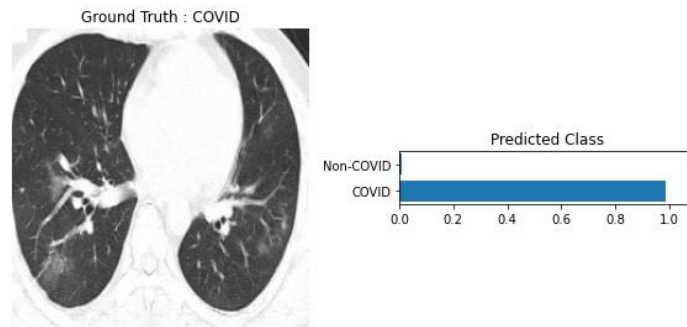 Ground Truth : COVID
Predicted Class
Non-COVID
COVID
0.0 0.2 0.4 0.6 0.8 1.0